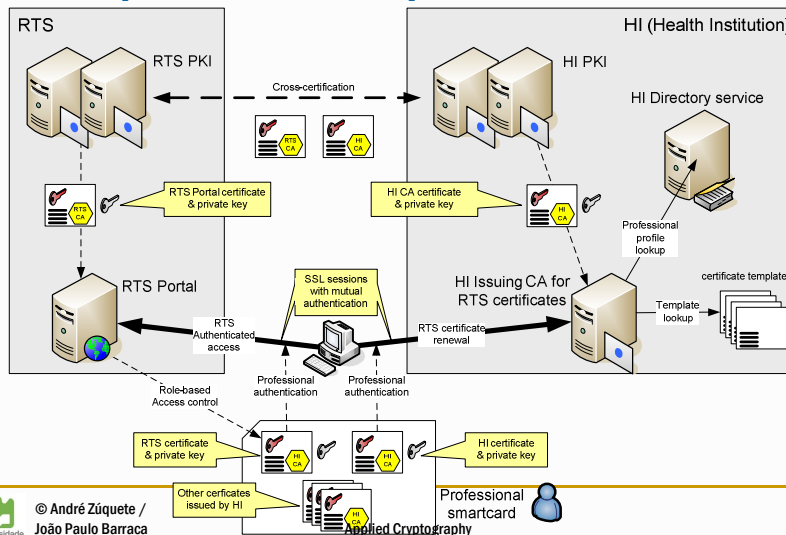 RTS
HI (Health Institution)
RTS PKI
HI PKI
Cross-certification
HI Directory service
RTS
CA
HI
CA
RTS
CA
RTS Portal certificate
& private key
HI CA certificate
& private key
HI
CA
Professional
profile
lookup
RTS Portal
SSL sessions
with mutual
authentication
HI Issuing CA for
RTS certificates
certificate template
Template
lookup
RTS
Authenticated
access
RTS certificate
renewal
Professional
authentication
Professional
authentication
Role-based
Access control
RTS certificate
& private key
HI
CA
HI
CA
HI certificate
& private key
Other cerficates
issued by HI
HI
CA
Professional
smartcard
© André Zúquete /
João Paulo Barraca
Applied Cryptography